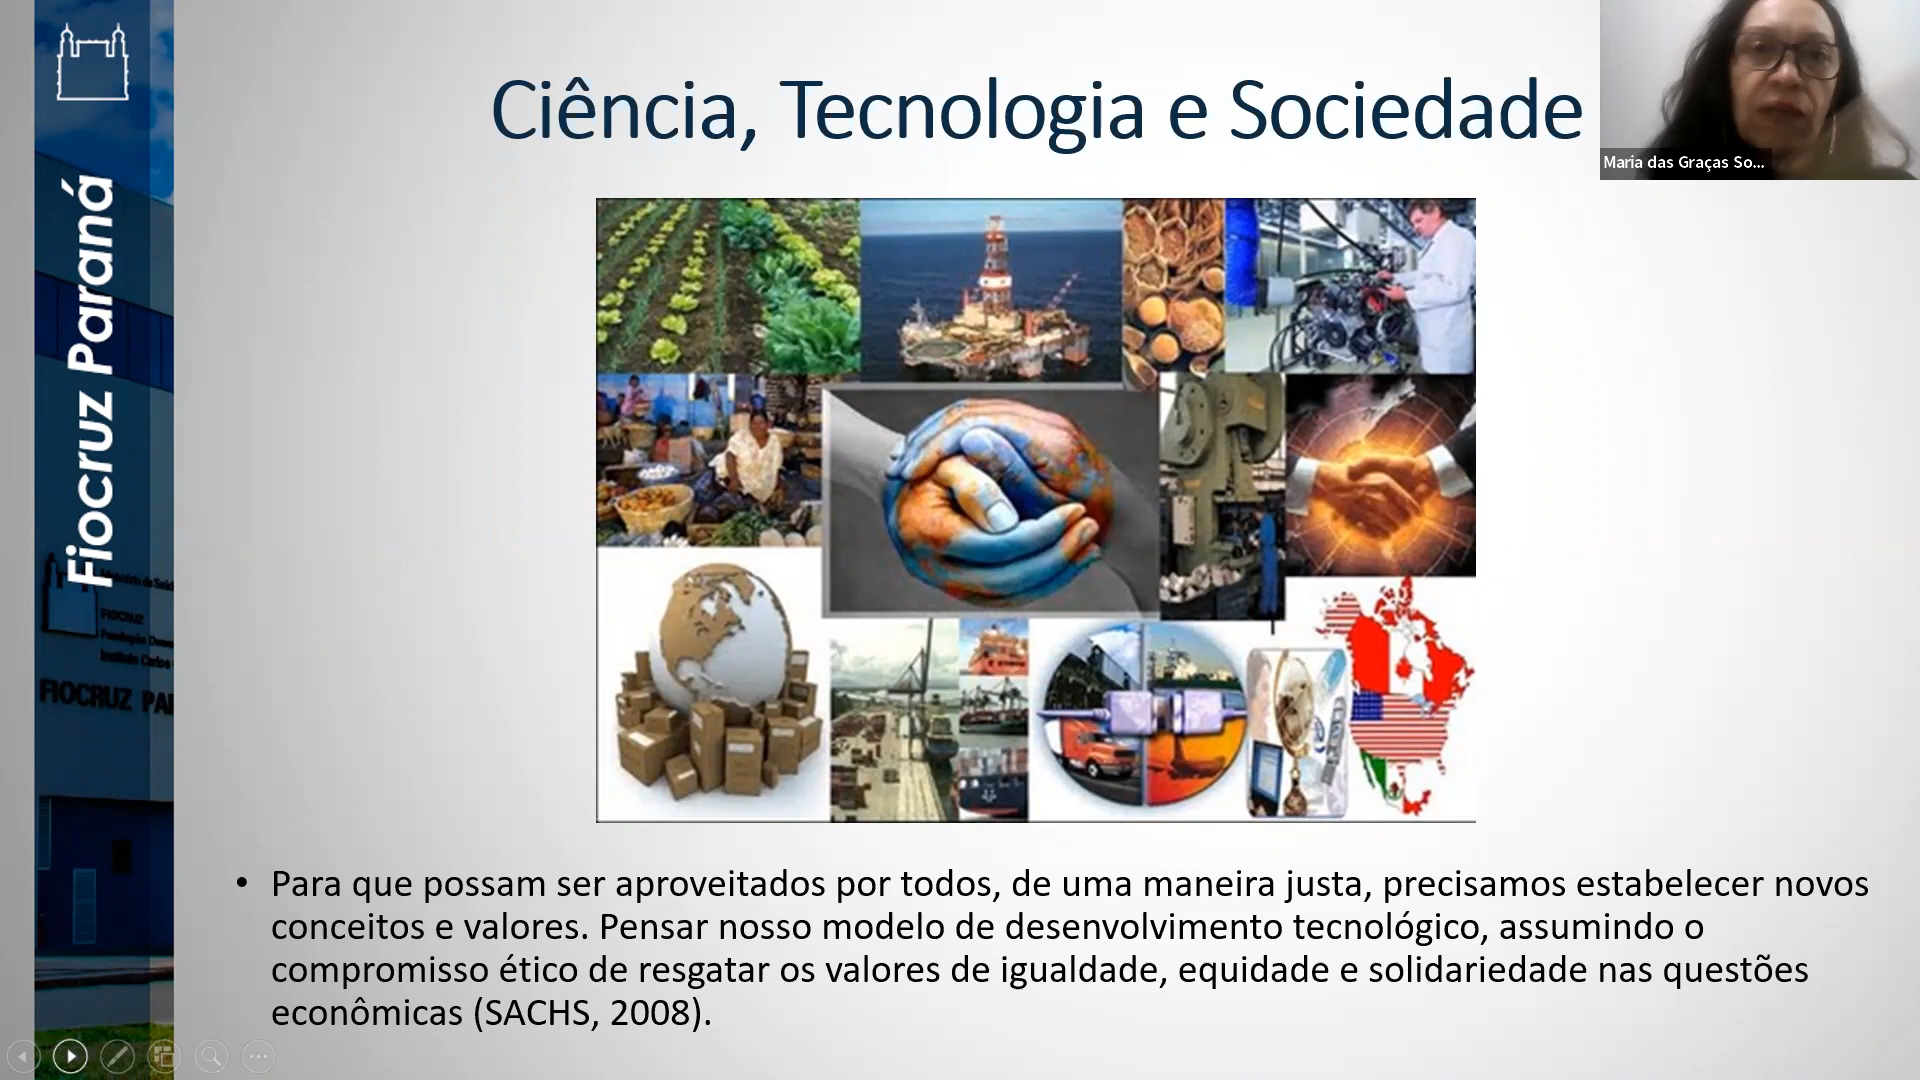 Fiocruz Paraná
Ciência, Tecnologia e Sociedade
Maria das Graças So...
FIOCRUZ
FIOCRUZ PA
Para que possam ser aproveitados por todos, de uma maneira justa, precisamos estabelecer novos
conceitos e valores. Pensar nosso modelo de desenvolvimento tecnológico, assumindo o
compromisso ético de resgatar os valores de igualdade, equidade e solidariedade nas questões
econômicas (SACHS, 2008).